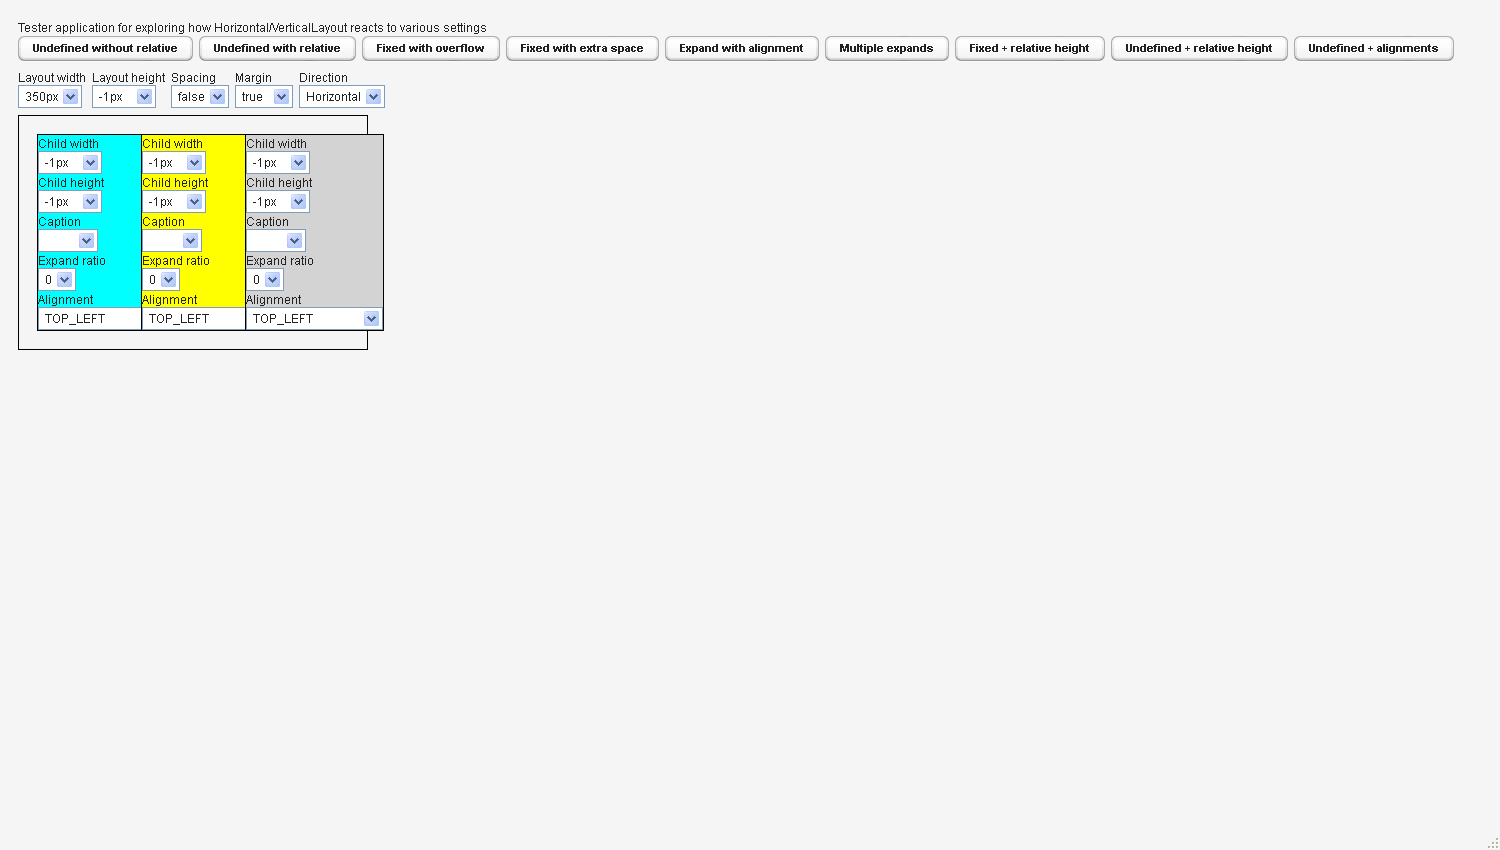 Tester application for exploring how Horizontal/VerticalLayout reacts to various settings
Undefined without relative Undefined with relative Fixed with overflow Fixed with extra space Expand with alignment Multiple expands Fixed + relative height Undefined + relative height Undefined + alignments
Layout width Layout height Spacing Margin Direction
350px -1px false true Horizontal
Child width Child width Child width
-1px -1px -1px
Child height Child height Child height
-1px -1px -1px
Caption Caption Caption
Expand ratio Expand ratio Expand ratio
0 0 0
Alignment Alignment Alignment
TOP_LEFT TOP_LEFT TOP_LEFT